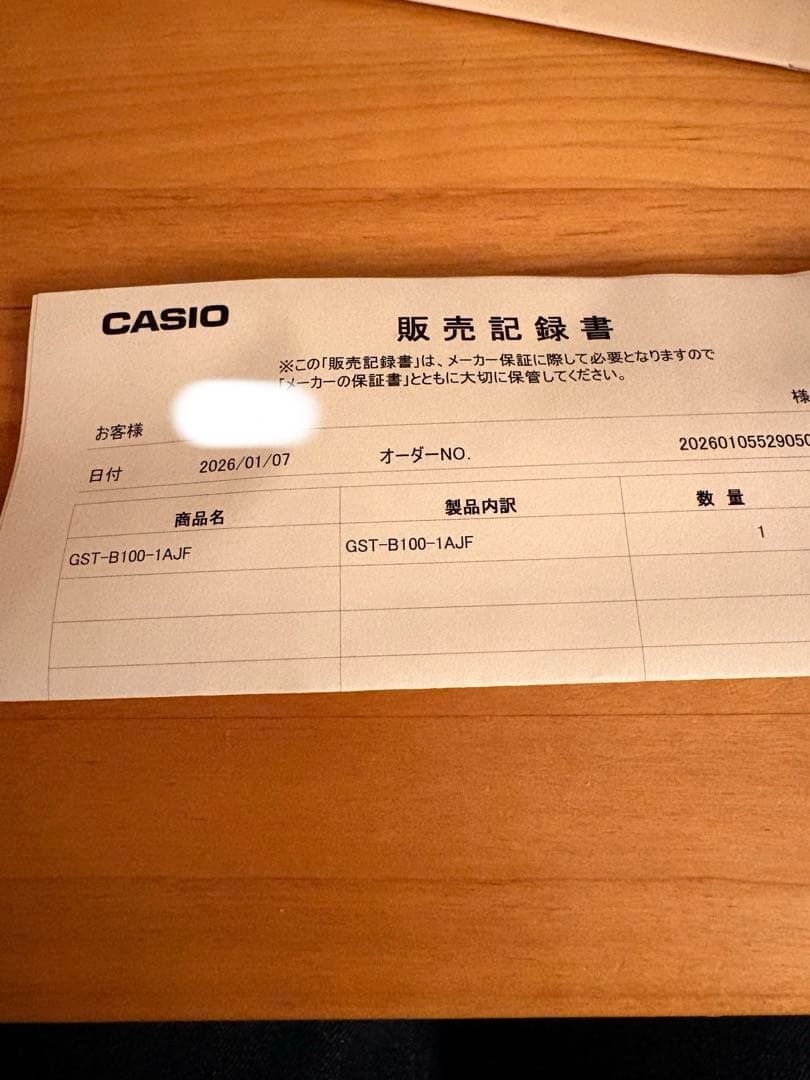 CASIO
販売記録書
※この「販売記録書」は、メーカー保証に際して必要となりますので
「メーカーの保証書」とともに大切に保管してください。
お客様 様
日付 2026/01/07 オーダーNO. 2026010552905
商品名 製品内訳 数量
GST-B100-1AJF GST-B100-1AJF 1